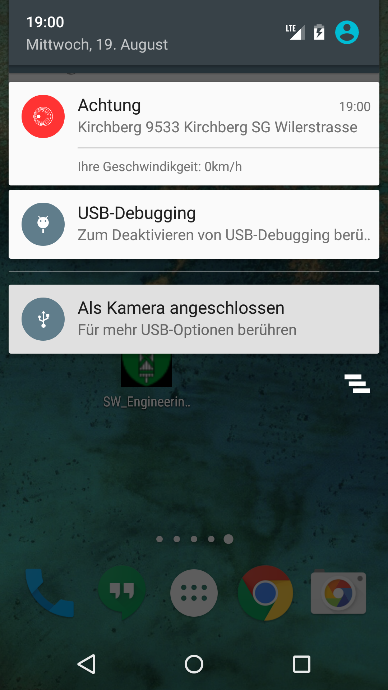 19:00
Mittwoch, 19. August
LTE
Achtung 19:00
Kirchberg 9533 Kirchberg SG Wilerstrasse
Ihre Geschwindikgeit: 0km/h
USB-Debugging
Zum Deaktivieren von USB-Debugging berü..
Als Kamera angeschlossen
Für mehr USB-Optionen berühren
SW_Engineerin..